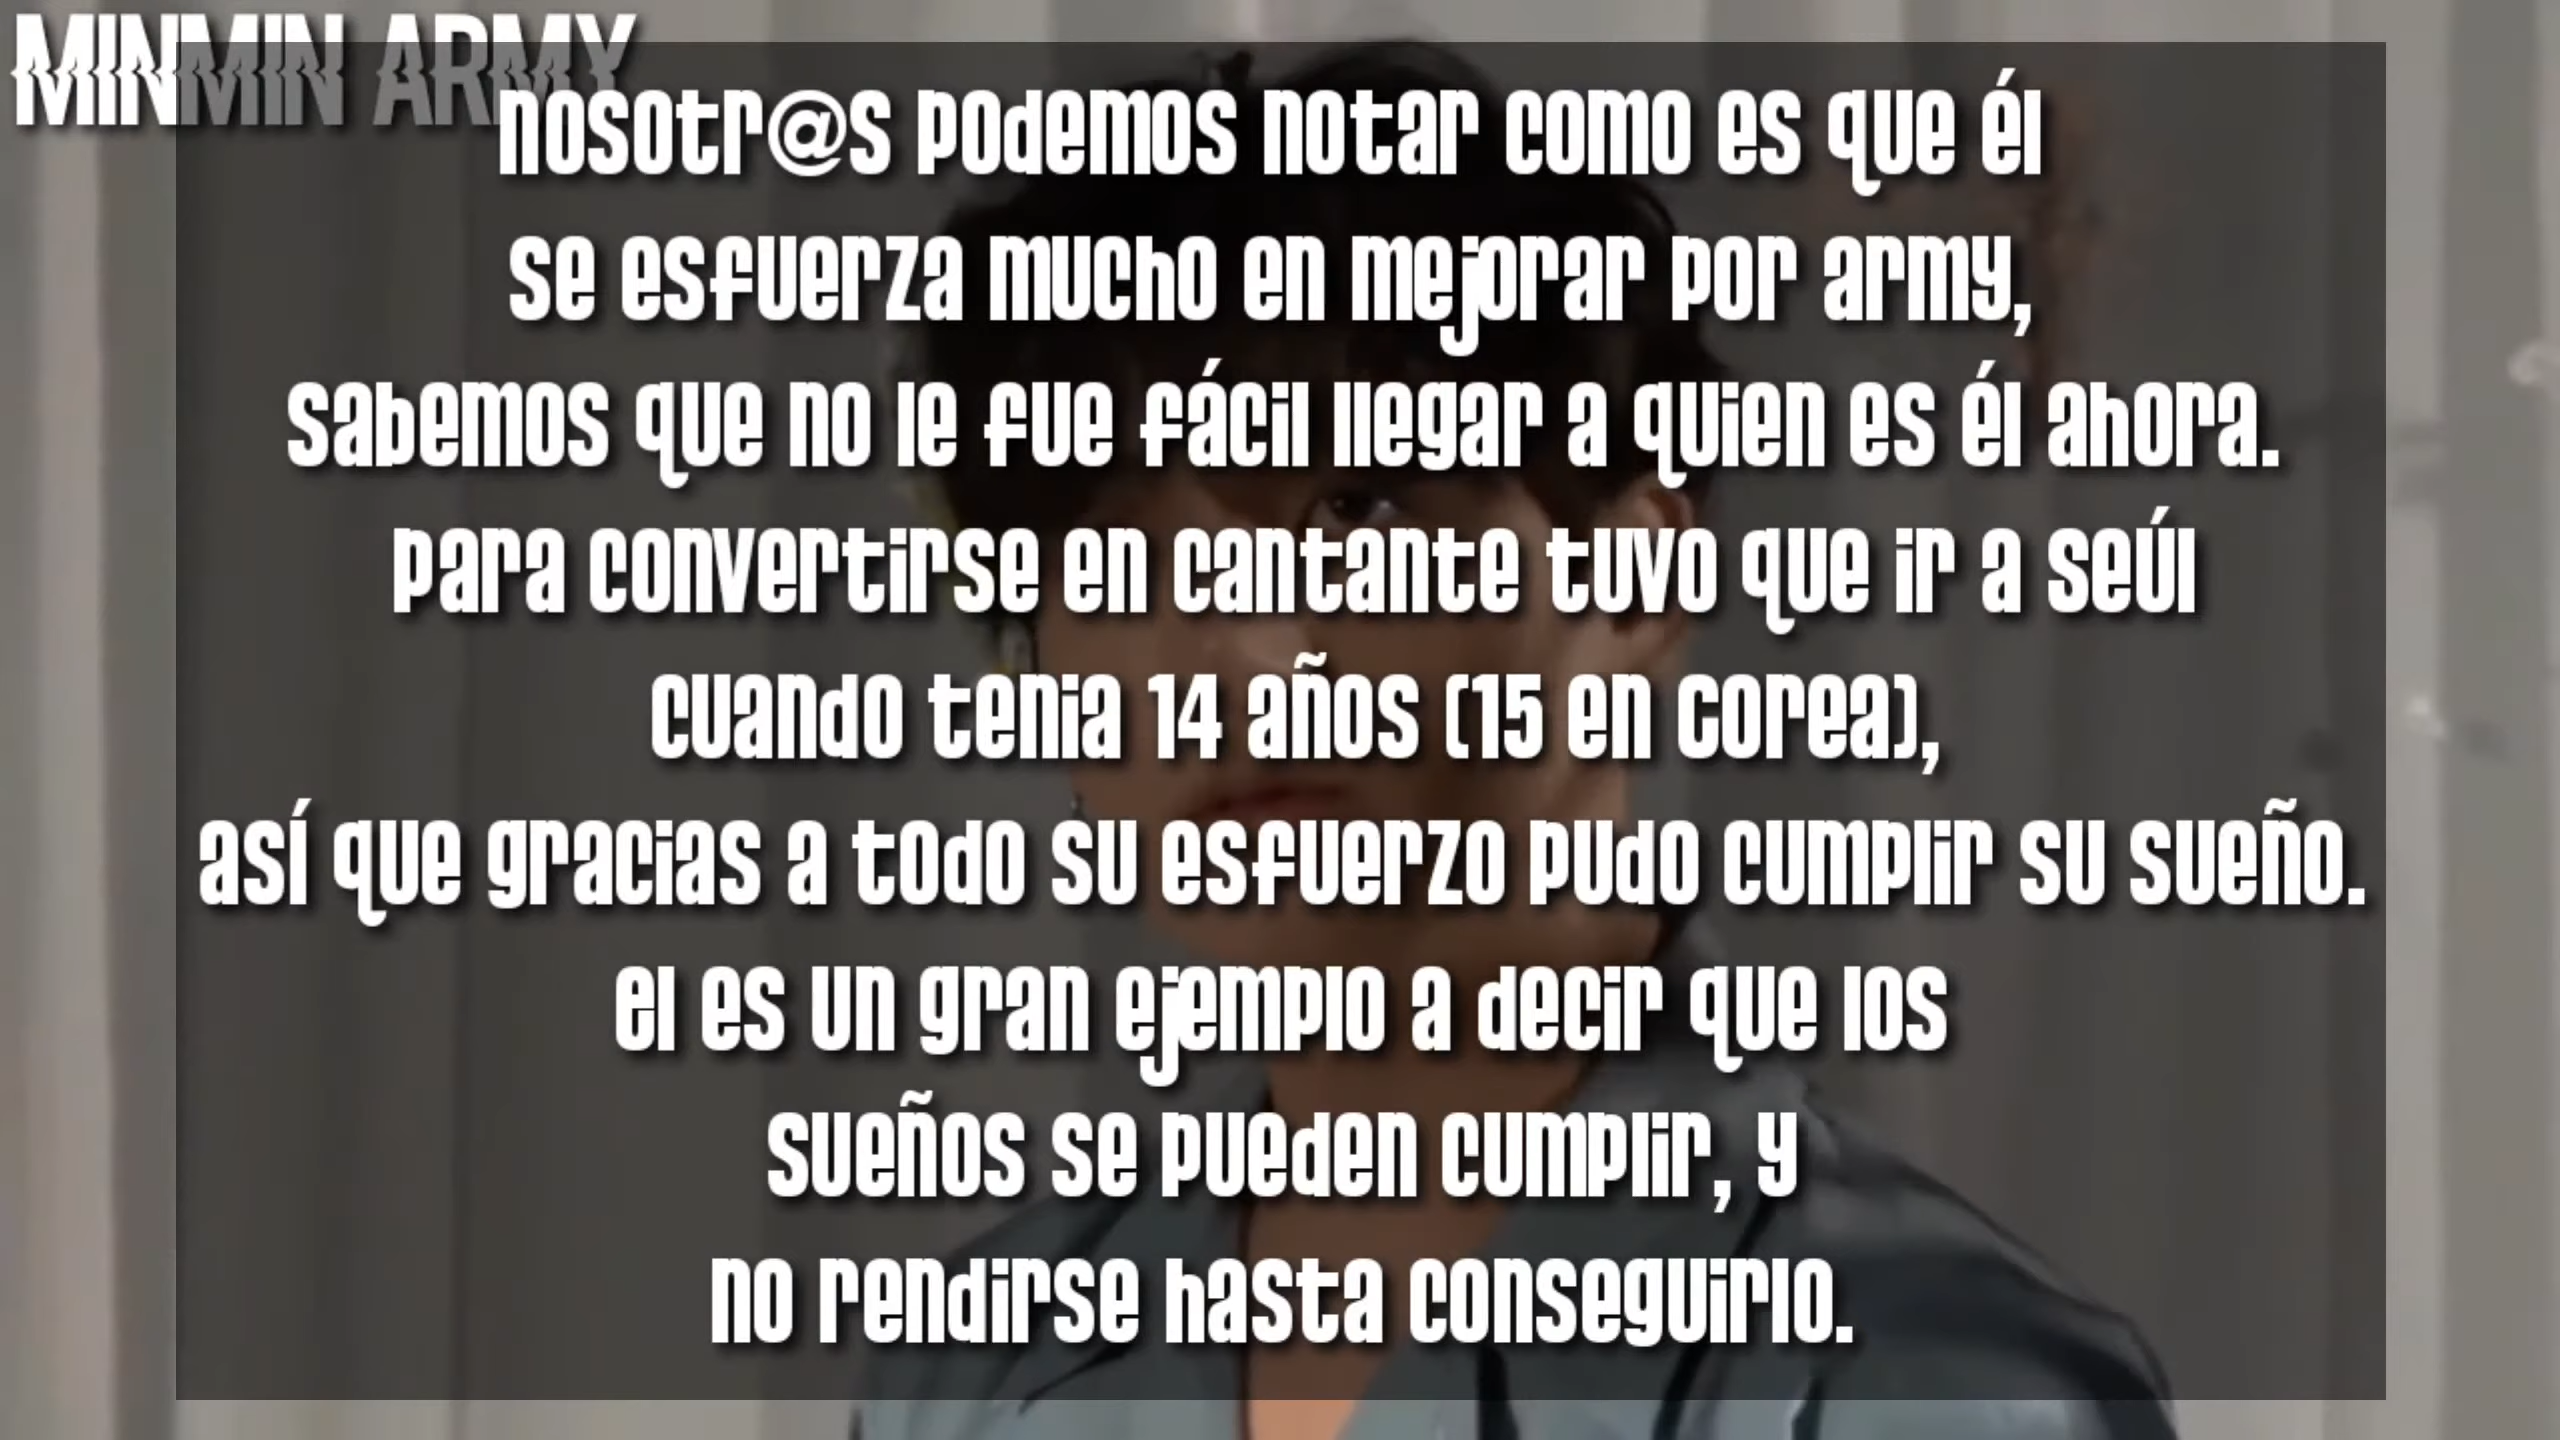 MINMIN ARMY
Nosotr@s podemos notar como es que él
se esfuerza mucho en mejorar por army,
sabemos que no le fue fácil llegar a quien es él ahora.
Para convertirse en cantante tuvo que ir a seúl
cuando tenia 14 años (15 en corea),
así que gracias a todo su esfuerzo pudo cumplir su sueño.
El es un gran ejemplo a decir que los
sueños se pueden cumplir, y
no rendirse hasta conseguirlo.